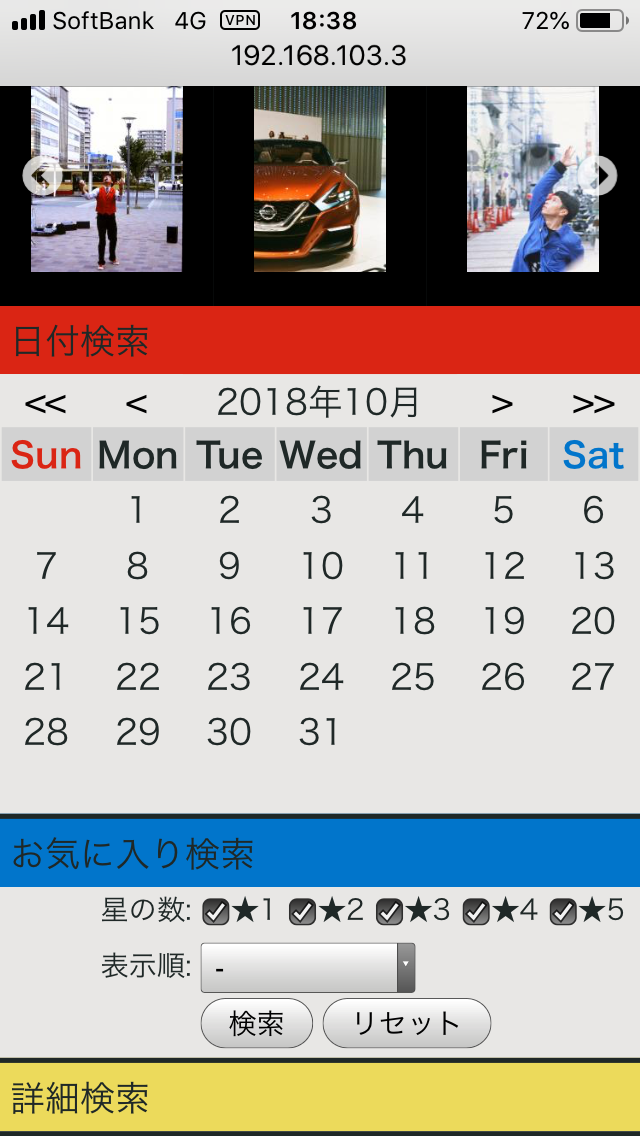 SoftBank 4G VPN 18:38 72%
192.168.103.3
日付検索
<< < 2018年10月 > >>
Sun Mon Tue Wed Thu Fri Sat
1 2 3 4 5 6
7 8 9 10 11 12 13
14 15 16 17 18 19 20
21 22 23 24 25 26 27
28 29 30 31
お気に入り検索
星の数: ★1 ★2 ★3 ★4 ★5
表示順: -
検索 リセット
詳細検索